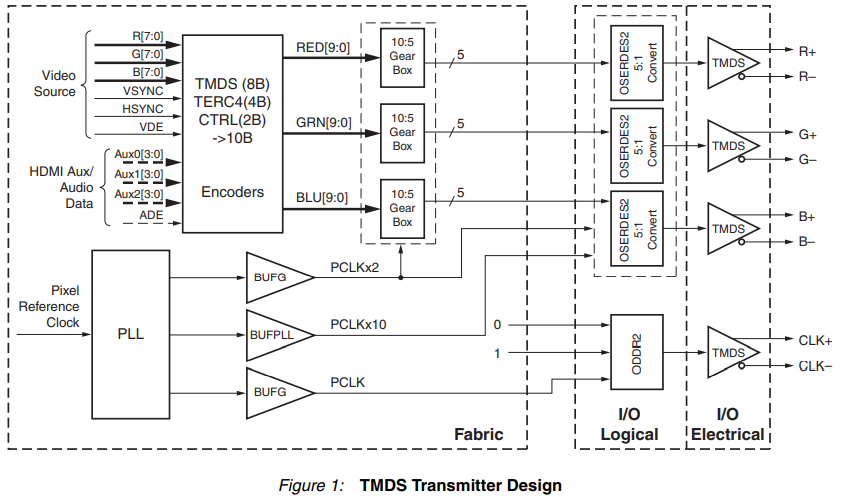 R[7:0]
G[7:0]
B[7:0]
VSYNC
HSYNC
VDE
Video
Source
Aux0[3:0]
Aux1[3:0]
Aux2[3:0]
ADE
HDMI Aux/
Audio
Data
TMDS (8B)
TERC4(4B)
CTRL(2B)
->10B
Encoders
RED[9:0]
GRN[9:0]
BLU[9:0]
10:5
Gear
Box
10:5
Gear
Box
10:5
Gear
Box
5
5
5
OSERDES2
5:1
Convert
OSERDES2
5:1
Convert
OSERDES2
5:1
Convert
TMDS
R+
R–
TMDS
G+
G–
TMDS
B+
B–
Pixel
Reference
Clock
PLL
BUFG
PCLKx2
BUFPLL
PCLKx10
BUFG
PCLK
0
1
ODDR2
TMDS
CLK+
CLK–
Fabric
I/O
Logical
I/O
Electrical
Figure 1: TMDS Transmitter Design